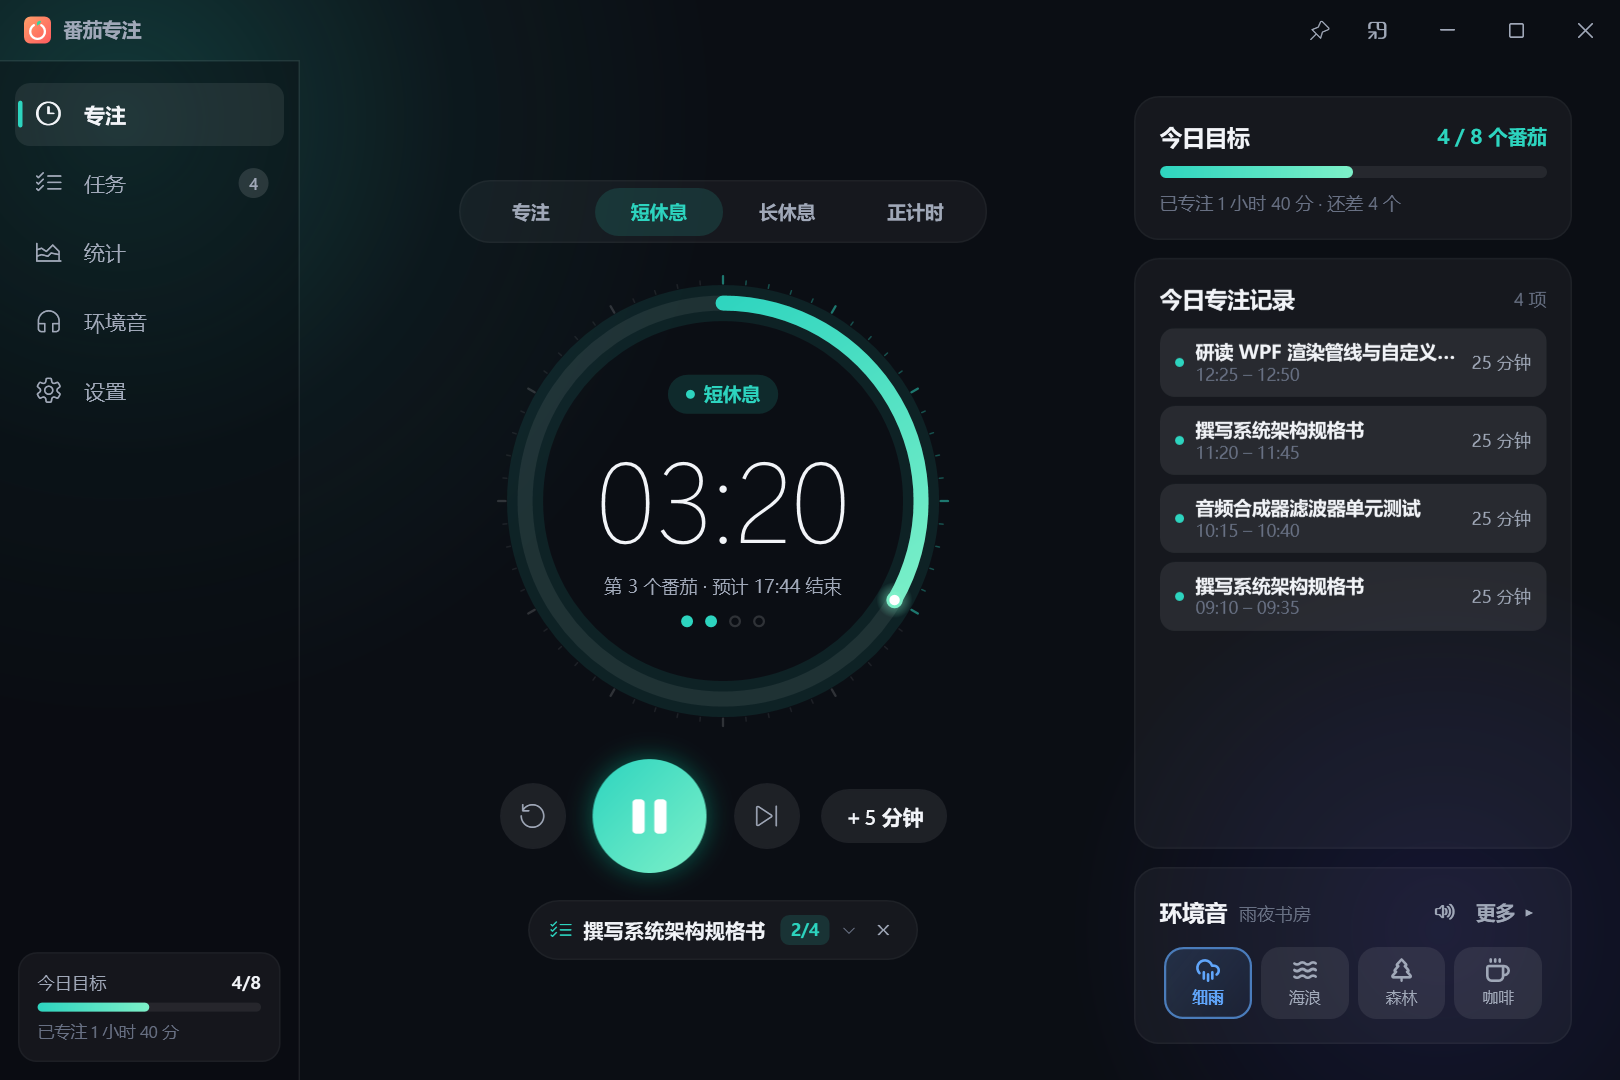 番茄专注
专注
任务
4
统计
环境音
设置
今日目标
4/8
已专注 1 小时 40 分
专注
短休息
长休息
正计时
短休息
03:20
第 3 个番茄 · 预计 17:44 结束
+ 5 分钟
撰写系统架构规格书
2/4
今日目标
4 / 8 个番茄
已专注 1 小时 40 分 · 还差 4 个
今日专注记录
4 项
研读 WPF 渲染管线与自定义...
12:25 – 12:50
25 分钟
撰写系统架构规格书
11:20 – 11:45
25 分钟
音频合成器滤波器单元测试
10:15 – 10:40
25 分钟
撰写系统架构规格书
09:10 – 09:35
25 分钟
环境音
雨夜书房
更多
细雨
海浪
森林
咖啡